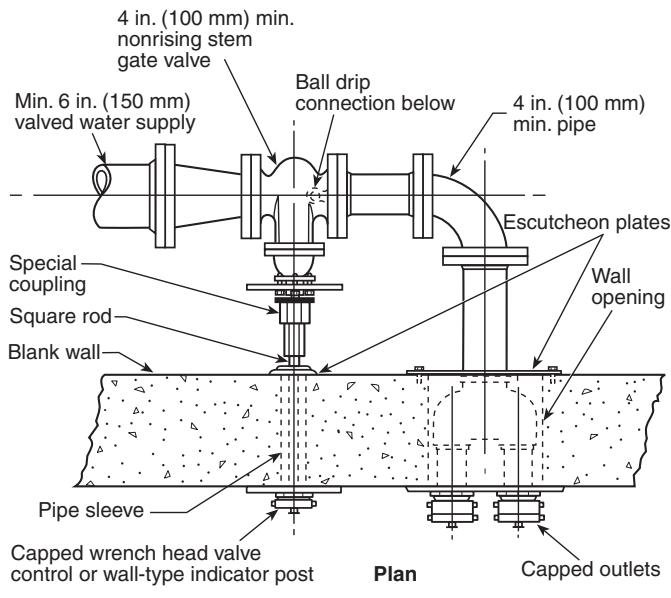 4 in. (100 mm) min.
nonrising stem
gate valve
Ball drip
connection below
Min. 6 in. (150 mm)
valved water supply
4 in. (100 mm)
min. pipe
Escutcheon plates
Special
coupling
Wall
opening
Square rod
Blank wall
Pipe sleeve
Capped wrench head valve
control or wall-type indicator post
Plan
Capped outlets